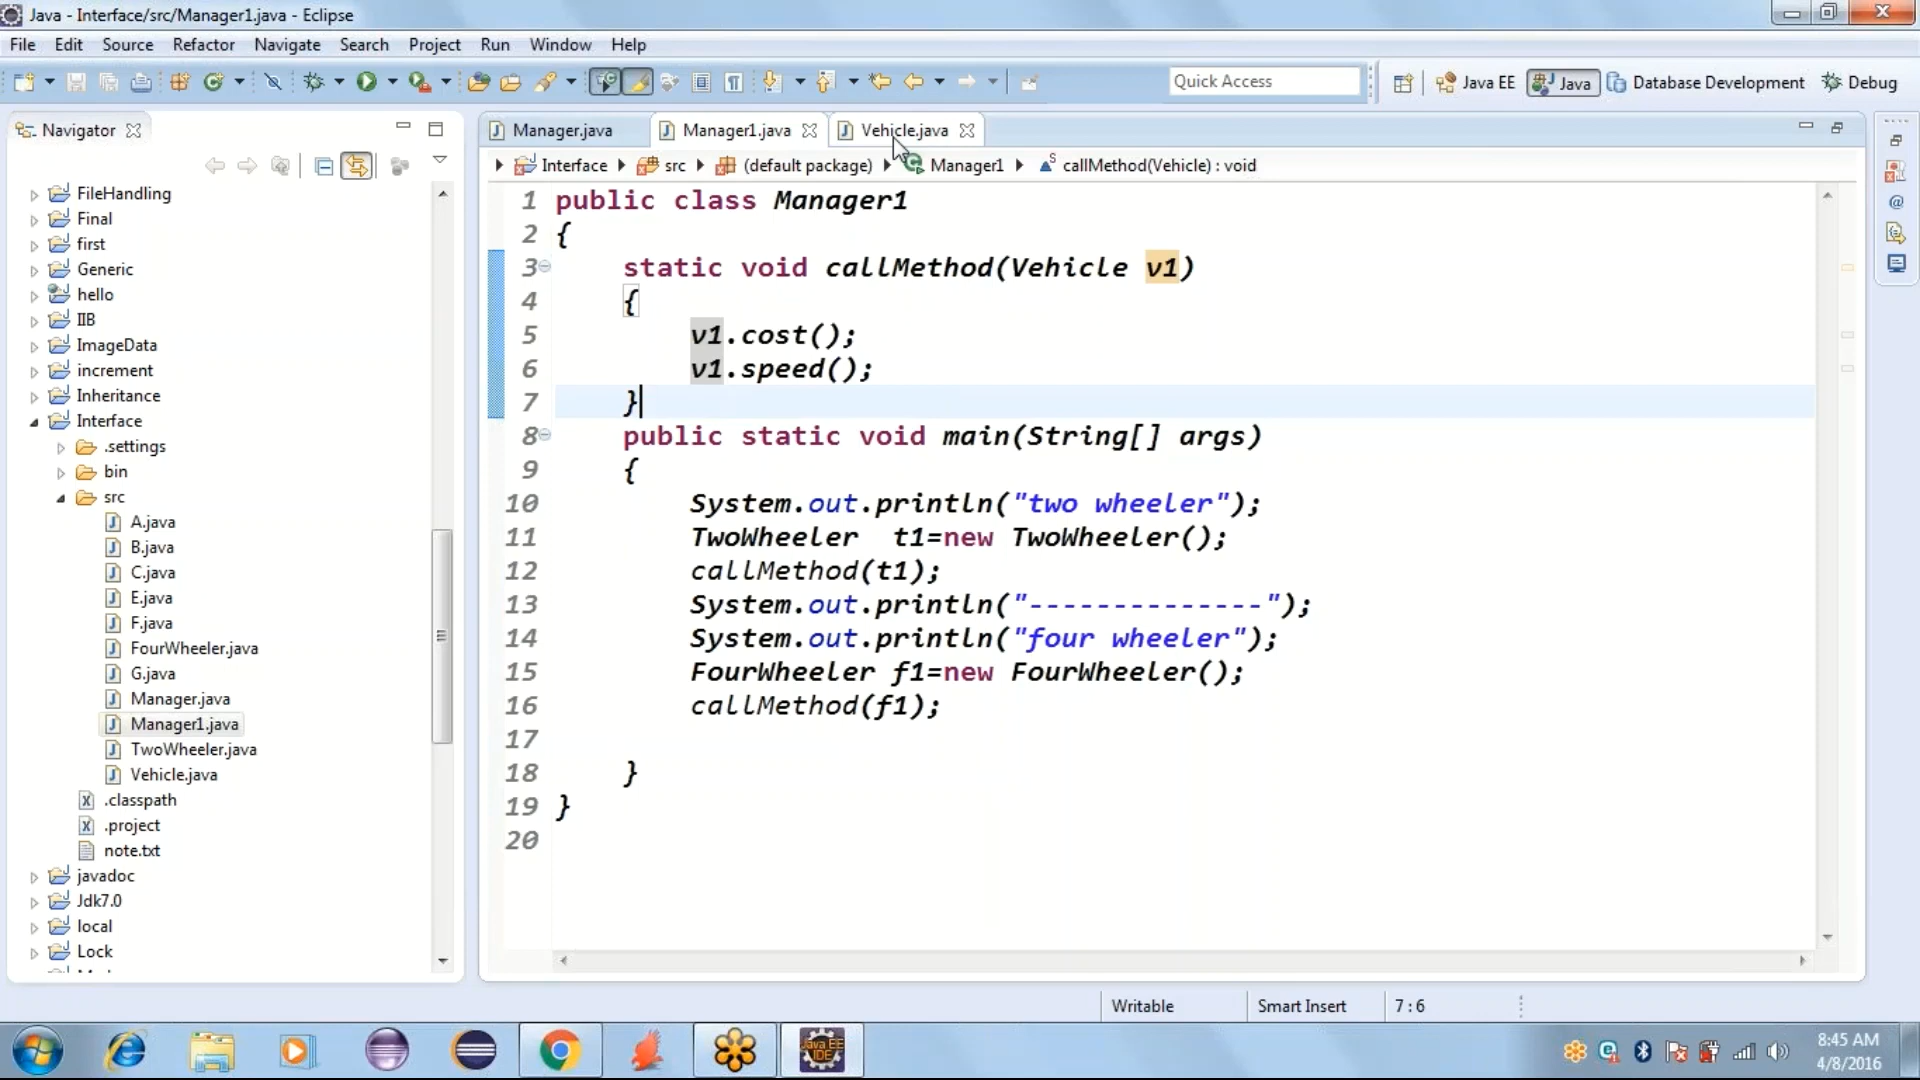 Java - Interface/src/Manager1.java - Eclipse
File Edit Source Refactor Navigate Search Project Run Window Help
Quick Access Java EE Java Database Development Debug
Navigator
FileHandling
Final
first
Generic
hello
IIB
ImageData
increment
Inheritance
Interface
.settings
bin
src
A.java
B.java
C.java
E.java
F.java
FourWheeler.java
G.java
Manager.java
Manager1.java
TwoWheeler.java
Vehicle.java
.classpath
.project
note.txt
javadoc
Jdk7.0
local
Lock
Manager.java Manager1.java Vehicle.java
Interface src (default package) Manager1 callMethod(Vehicle) : void
1 public class Manager1
2 {
3 static void callMethod(Vehicle v1)
4 {
5 v1.cost();
6 v1.speed();
7 }
8 public static void main(String[] args)
9 {
10 System.out.println("two wheeler");
11 TwoWheeler t1=new TwoWheeler();
12 callMethod(t1);
13 System.out.println("--------------");
14 System.out.println("four wheeler");
15 FourWheeler f1=new FourWheeler();
16 callMethod(f1);
17
18 }
19 }
20
Writable Smart Insert 7 : 6
Java EE
IDE
8:45 AM
4/8/2016